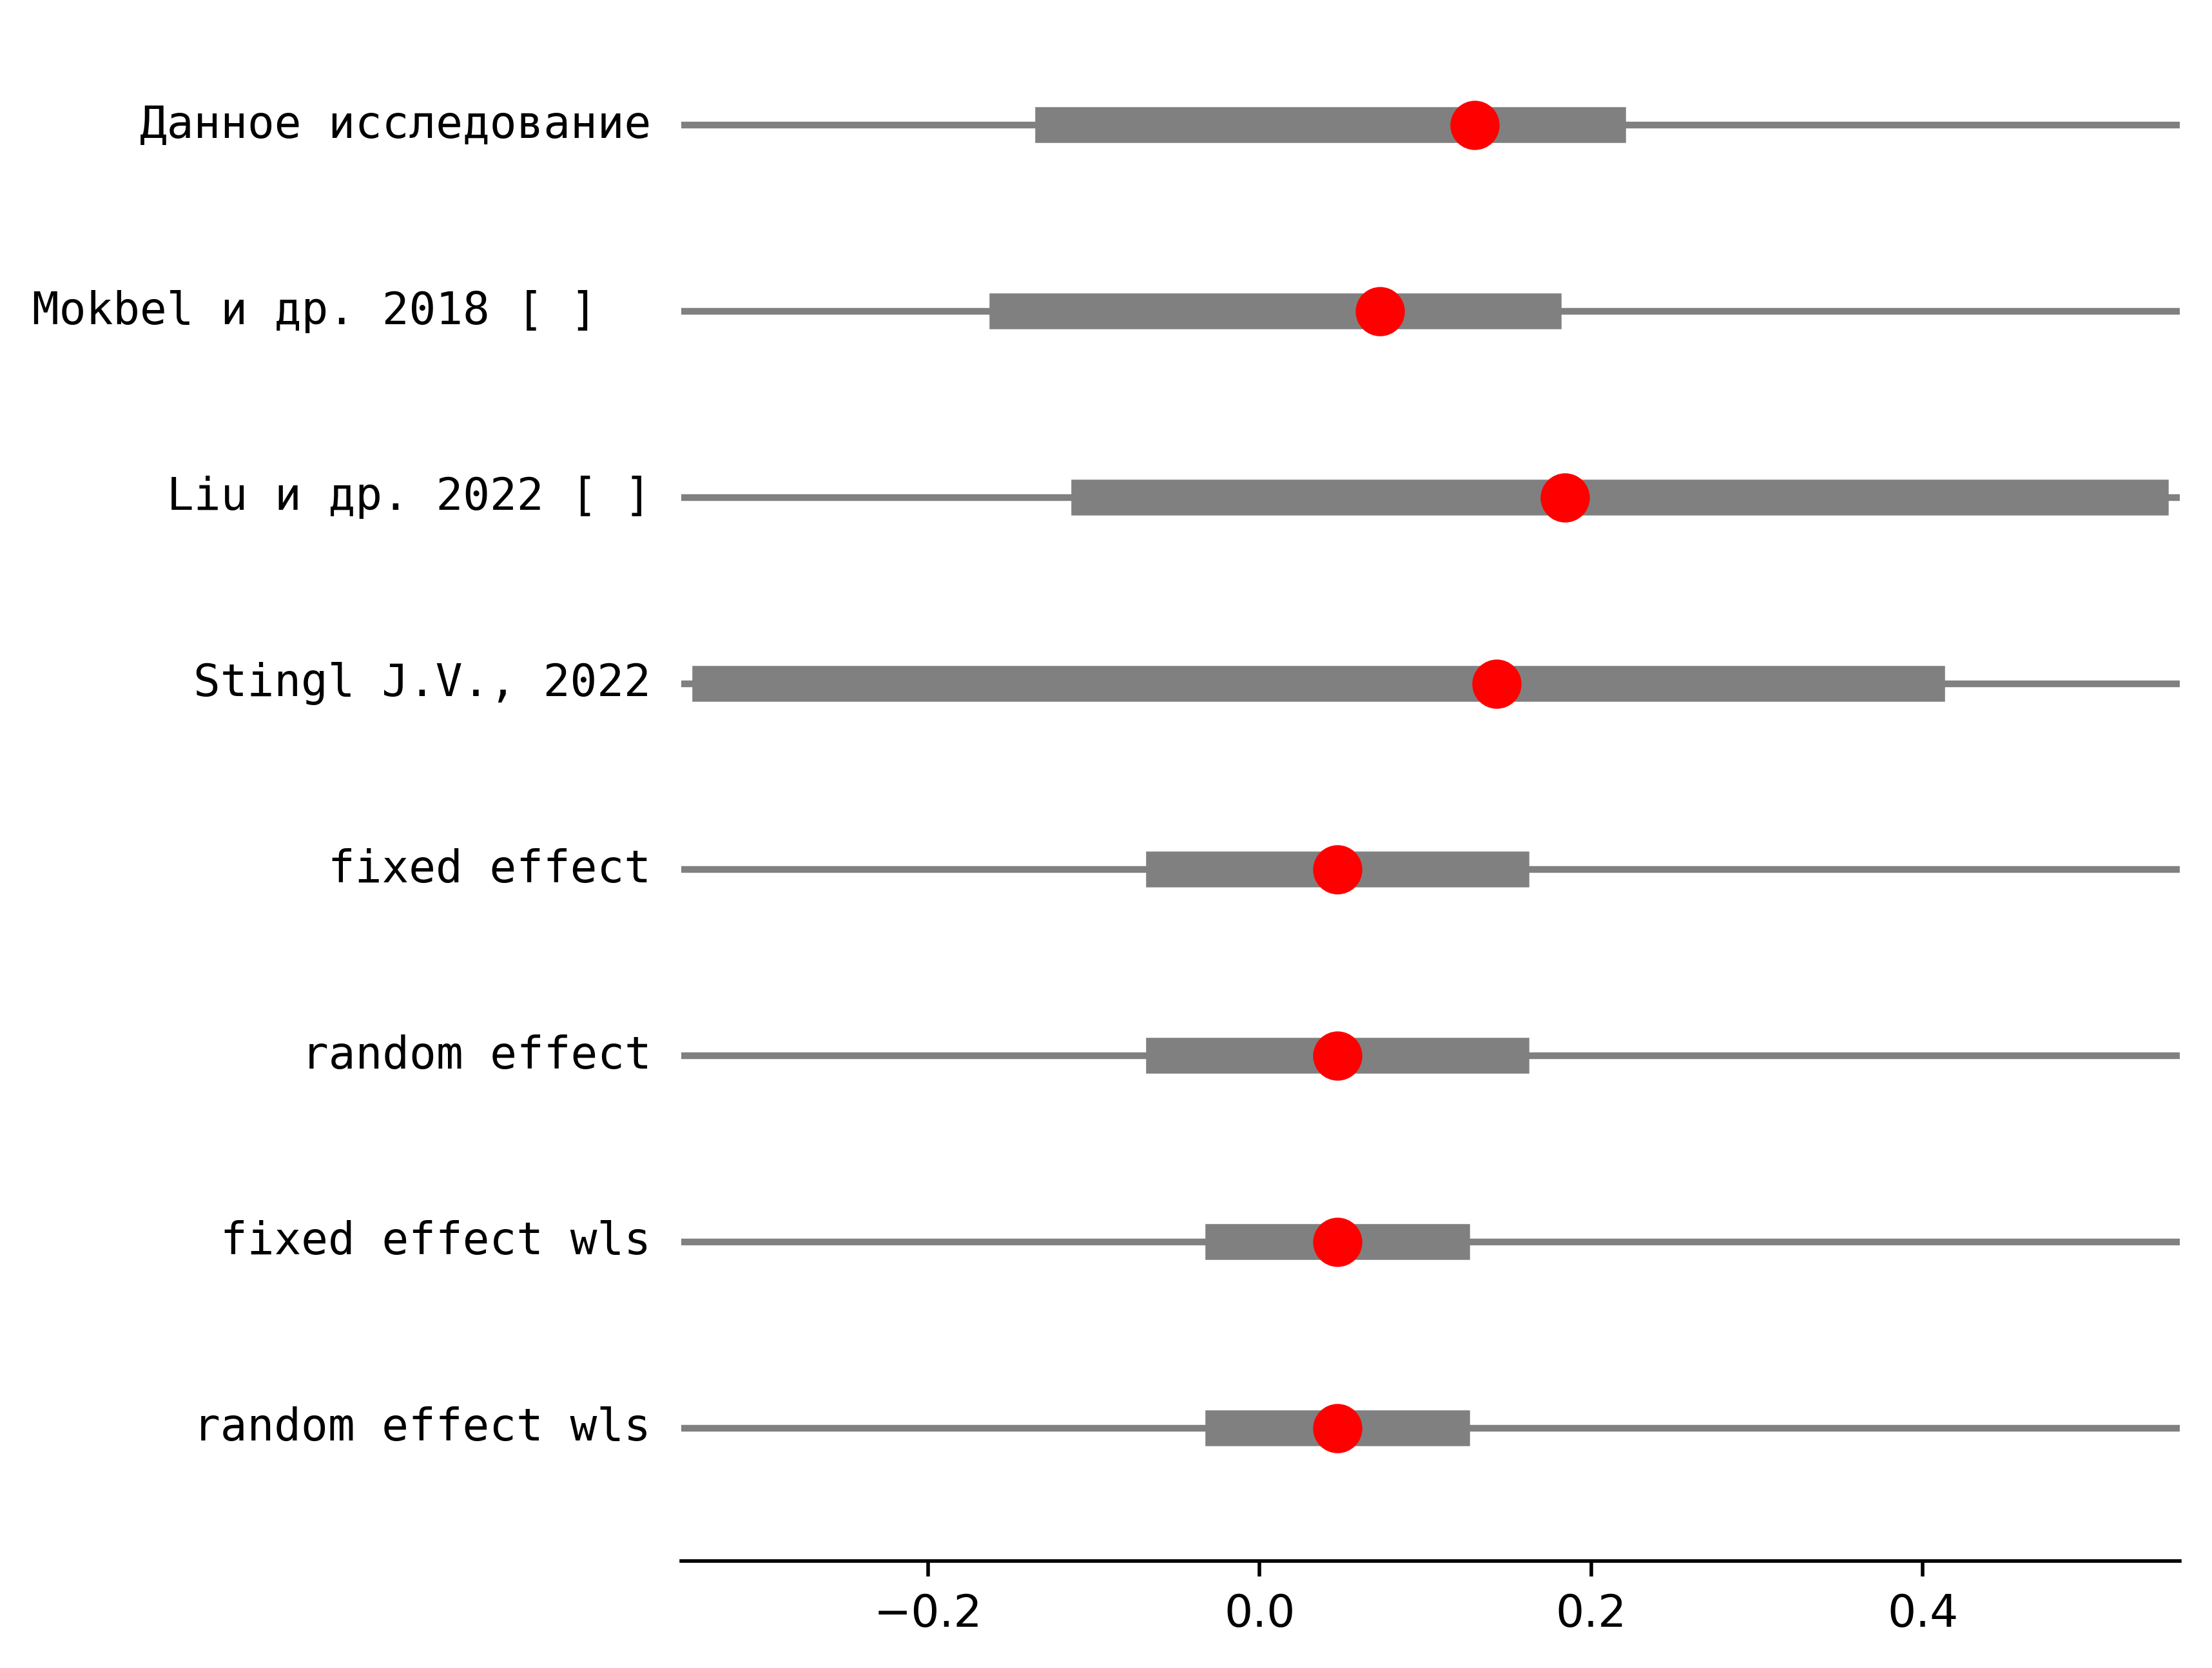 Данное исследование
Mokbel и др. 2018 [ ]
Liu и др. 2022 [ ]
Stingl J.V., 2022
fixed effect
random effect
fixed effect wls
random effect wls
−0.2 0.0 0.2 0.4